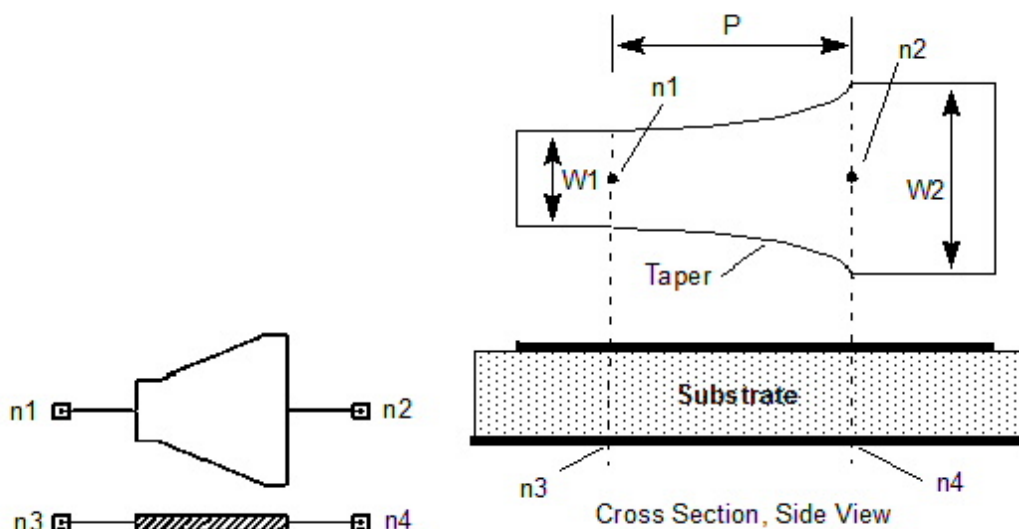 P
n1
n2
W1
W2
Taper
n1
n2
Substrate
n3
n4
n3
n4
Cross Section, Side View